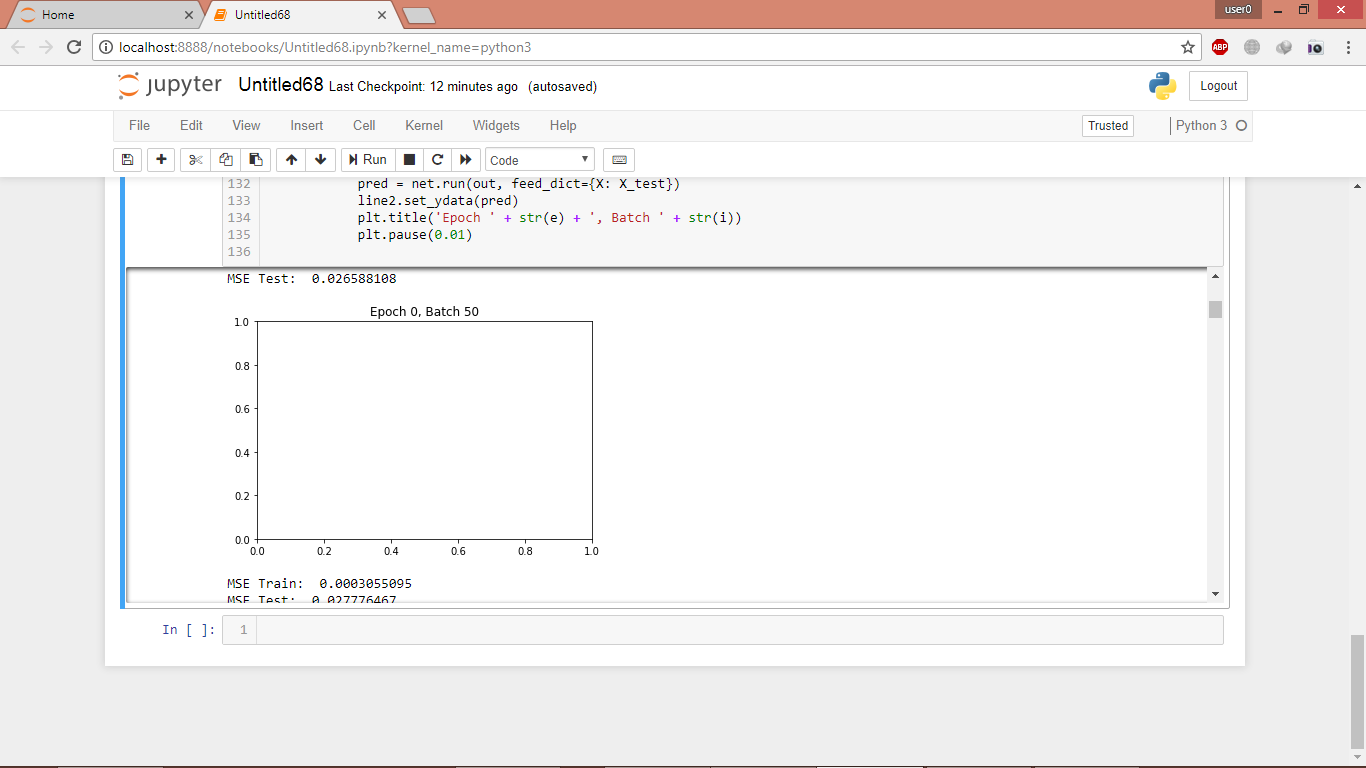 Home
Untitled68
user0
localhost:8888/notebooks/Untitled68.ipynb?kernel_name=python3
ABP
jupyter Untitled68 Last Checkpoint: 12 minutes ago (autosaved)
Logout
File Edit View Insert Cell Kernel Widgets Help
Trusted
Python 3
Run
Code
132 pred = net.run(out, feed_dict={X: X_test})
133 line2.set_ydata(pred)
134 plt.title('Epoch ' + str(e) + ', Batch ' + str(i))
135 plt.pause(0.01)
136
MSE Test: 0.026588108
Epoch 0, Batch 50
1.0
0.8
0.6
0.4
0.2
0.0
0.0 0.2 0.4 0.6 0.8 1.0
MSE Train: 0.0003055095
MSE Test: 0.027776467
In [ ]: 1